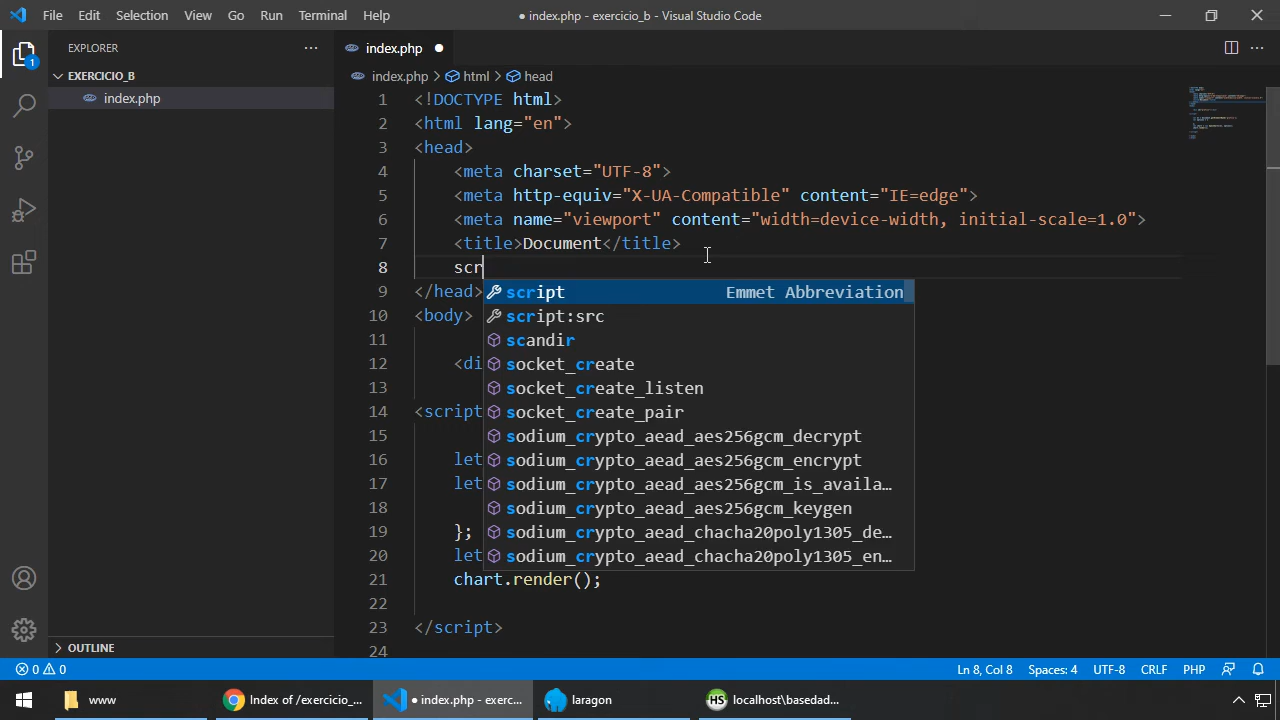 File Edit Selection View Go Run Terminal Help
● index.php - exercicio_b - Visual Studio Code
EXPLORER
1
EXERCICIO_B
index.php
OUTLINE
index.php
index.php > html > head
1 <!DOCTYPE html>
2 <html lang="en">
3 <head>
4 <meta charset="UTF-8">
5 <meta http-equiv="X-UA-Compatible" content="IE=edge">
6 <meta name="viewport" content="width=device-width, initial-scale=1.0">
7 <title>Document</title>
8 scr
9 </head>
10 <body>
11
12 <di
13
14 <script
15
16 let
17 let
18
19 };
20 let
21 chart.render();
22
23 </script>
24
script Emmet Abbreviation
script:src
scandir
socket_create
socket_create_listen
socket_create_pair
sodium_crypto_aead_aes256gcm_decrypt
sodium_crypto_aead_aes256gcm_encrypt
sodium_crypto_aead_aes256gcm_is_availa…
sodium_crypto_aead_aes256gcm_keygen
sodium_crypto_aead_chacha20poly1305_de…
sodium_crypto_aead_chacha20poly1305_en…
0 0
Ln 8, Col 8 Spaces: 4 UTF-8 CRLF PHP
www
Index of /exercicio_...
● index.php - exerc...
laragon
HS localhost\basedad...